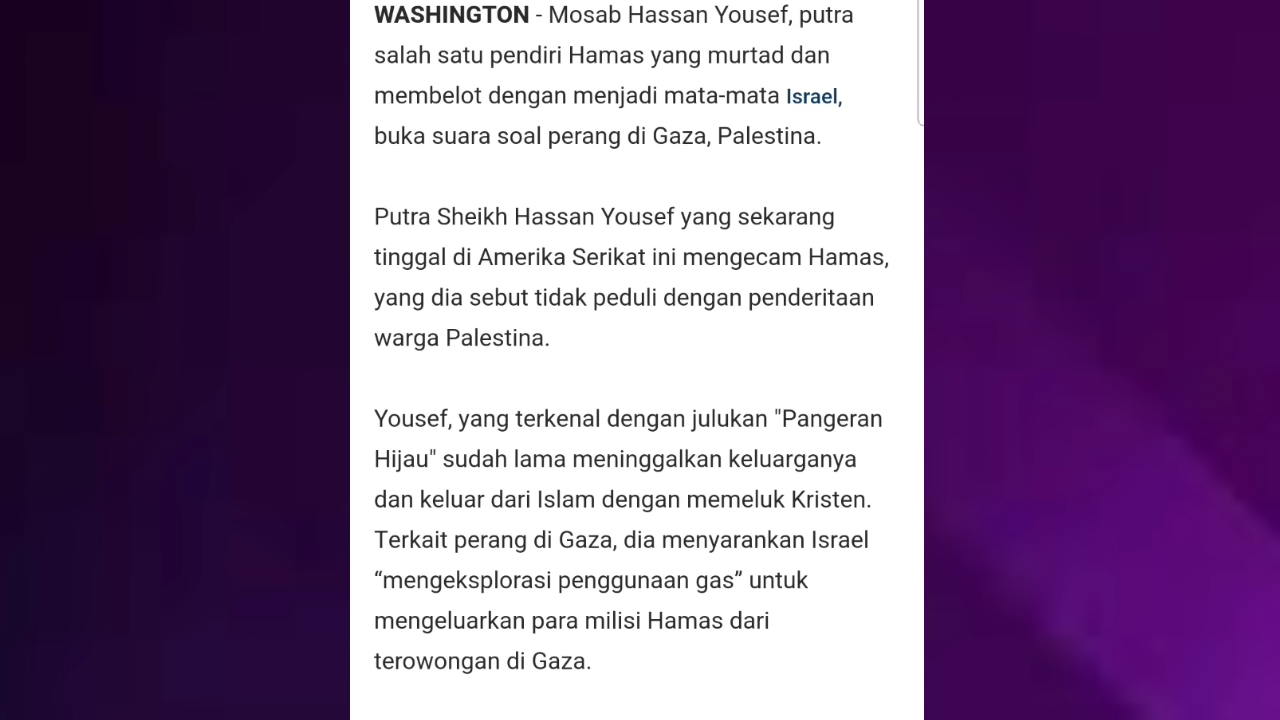 WASHINGTON - Mosab Hassan Yousef, putra
salah satu pendiri Hamas yang murtad dan
membelot dengan menjadi mata-mata Israel,
buka suara soal perang di Gaza, Palestina.
Putra Sheikh Hassan Yousef yang sekarang
tinggal di Amerika Serikat ini mengecam Hamas,
yang dia sebut tidak peduli dengan penderitaan
warga Palestina.
Yousef, yang terkenal dengan julukan "Pangeran
Hijau" sudah lama meninggalkan keluarganya
dan keluar dari Islam dengan memeluk Kristen.
Terkait perang di Gaza, dia menyarankan Israel
“mengeksplorasi penggunaan gas” untuk
mengeluarkan para milisi Hamas dari
terowongan di Gaza.